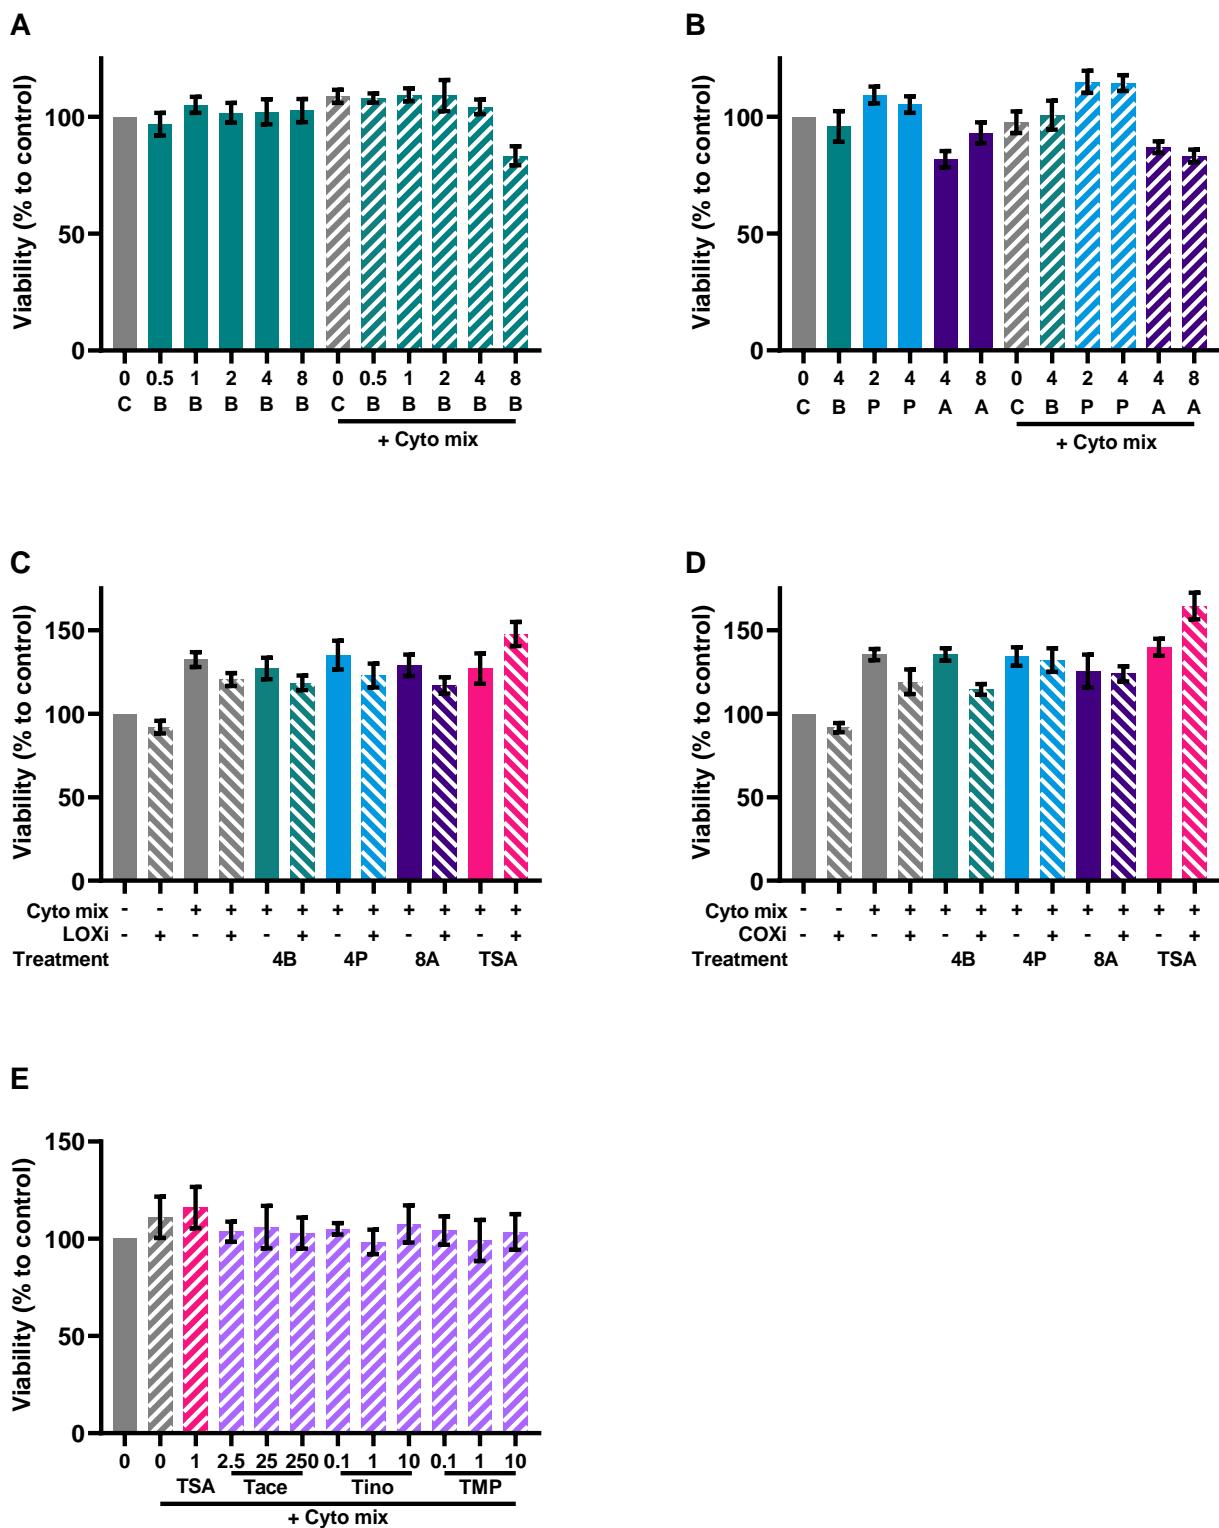 A
Viability (% to control)
100
50
0
0 0.5 1 2 4 8 0 0.5 1 2 4 8
C B B B B B C B B B B B
+ Cyto mix
B
Viability (% to control)
100
50
0
0 4 2 4 4 8 0 4 2 4 4 8
C B P P A A C B P P A A
+ Cyto mix
C
Viability (% to control)
150
100
50
0
Cyto mix - - + + + + + + + + + +
LOXi - + - + - + - + - + - +
Treatment 4B 4P 8A TSA
D
Viability (% to control)
150
100
50
0
Cyto mix - - + + + + + + + + + +
COXi - + - + - + - + - + - +
Treatment 4B 4P 8A TSA
E
Viability (% to control)
150
100
50
0
0 0 1 2.5 25 250 0.1 1 10 0.1 1 10
TSA Tace Tino TMP
+ Cyto mix